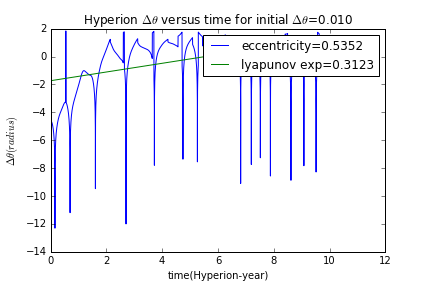 Hyperion Δθ versus time for initial Δθ=0.010
eccentricity=0.5352
lyapunov exp=0.3123
Δθ(radius)
2
0
−2
−4
−6
−8
−10
−12
−14
0 2 4 6 8 10 12
time(Hyperion-year)